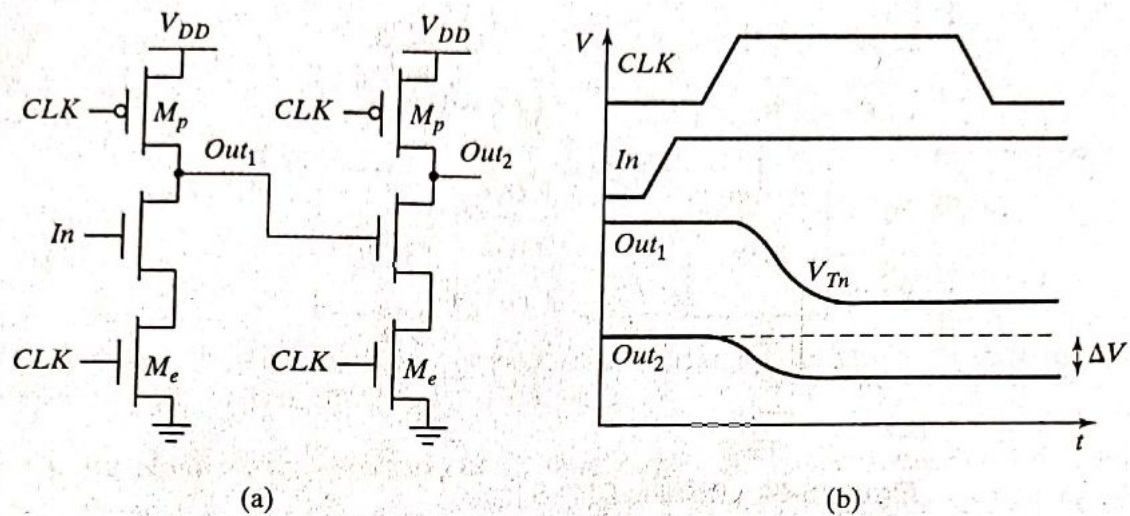 V_DD
V_DD
CLK
M_p
CLK
M_p
Out_1
Out_2
In
CLK
M_e
CLK
M_e
(a)
V
CLK
In
Out_1
V_Tn
Out_2
ΔV
t
(b)